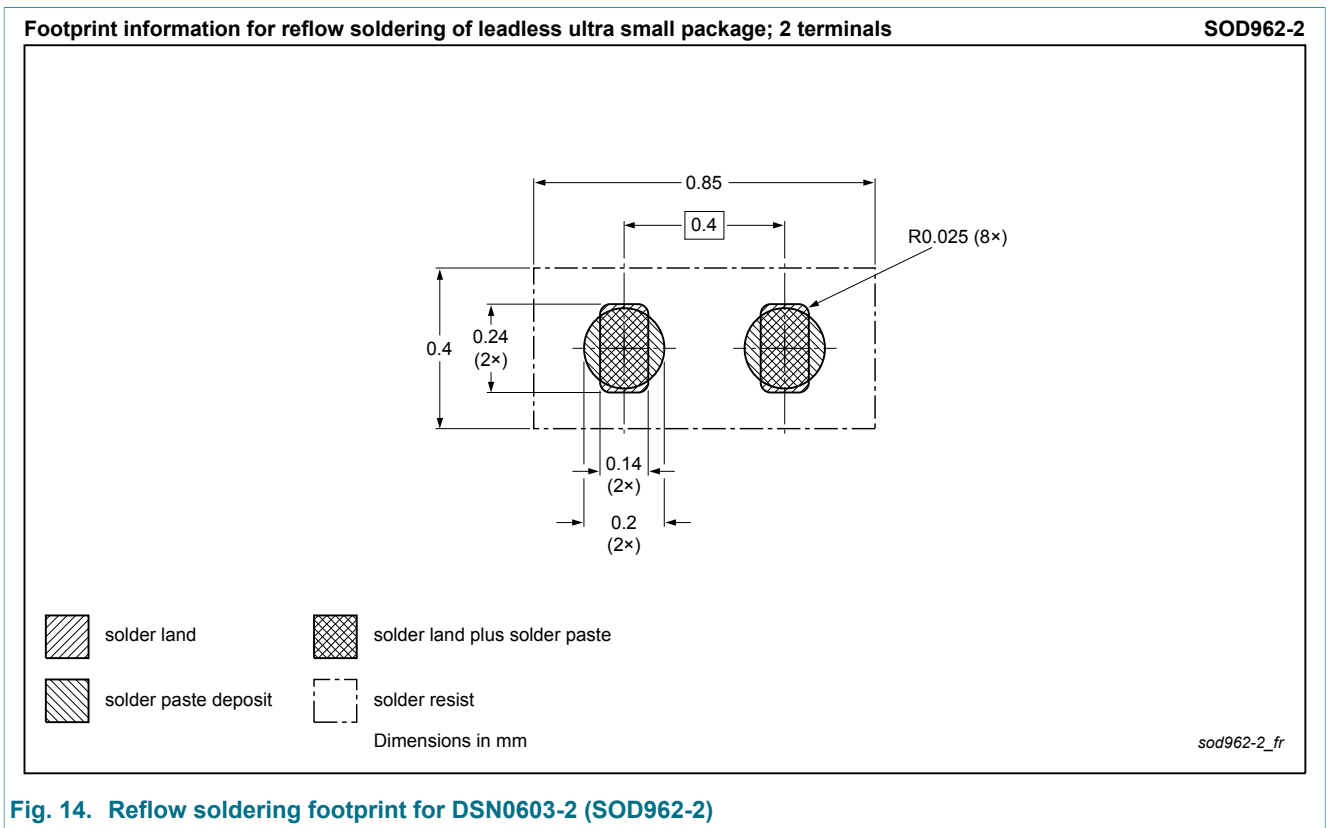 Footprint information for reflow soldering of leadless ultra small package; 2 terminals
SOD962-2
0.85
0.4
R0.025 (8×)
0.24
(2×)
0.4
0.14
(2×)
0.2
(2×)
solder land
solder land plus solder paste
solder paste deposit
solder resist
Dimensions in mm
sod962-2_fr
Fig. 14. Reflow soldering footprint for DSN0603-2 (SOD962-2)